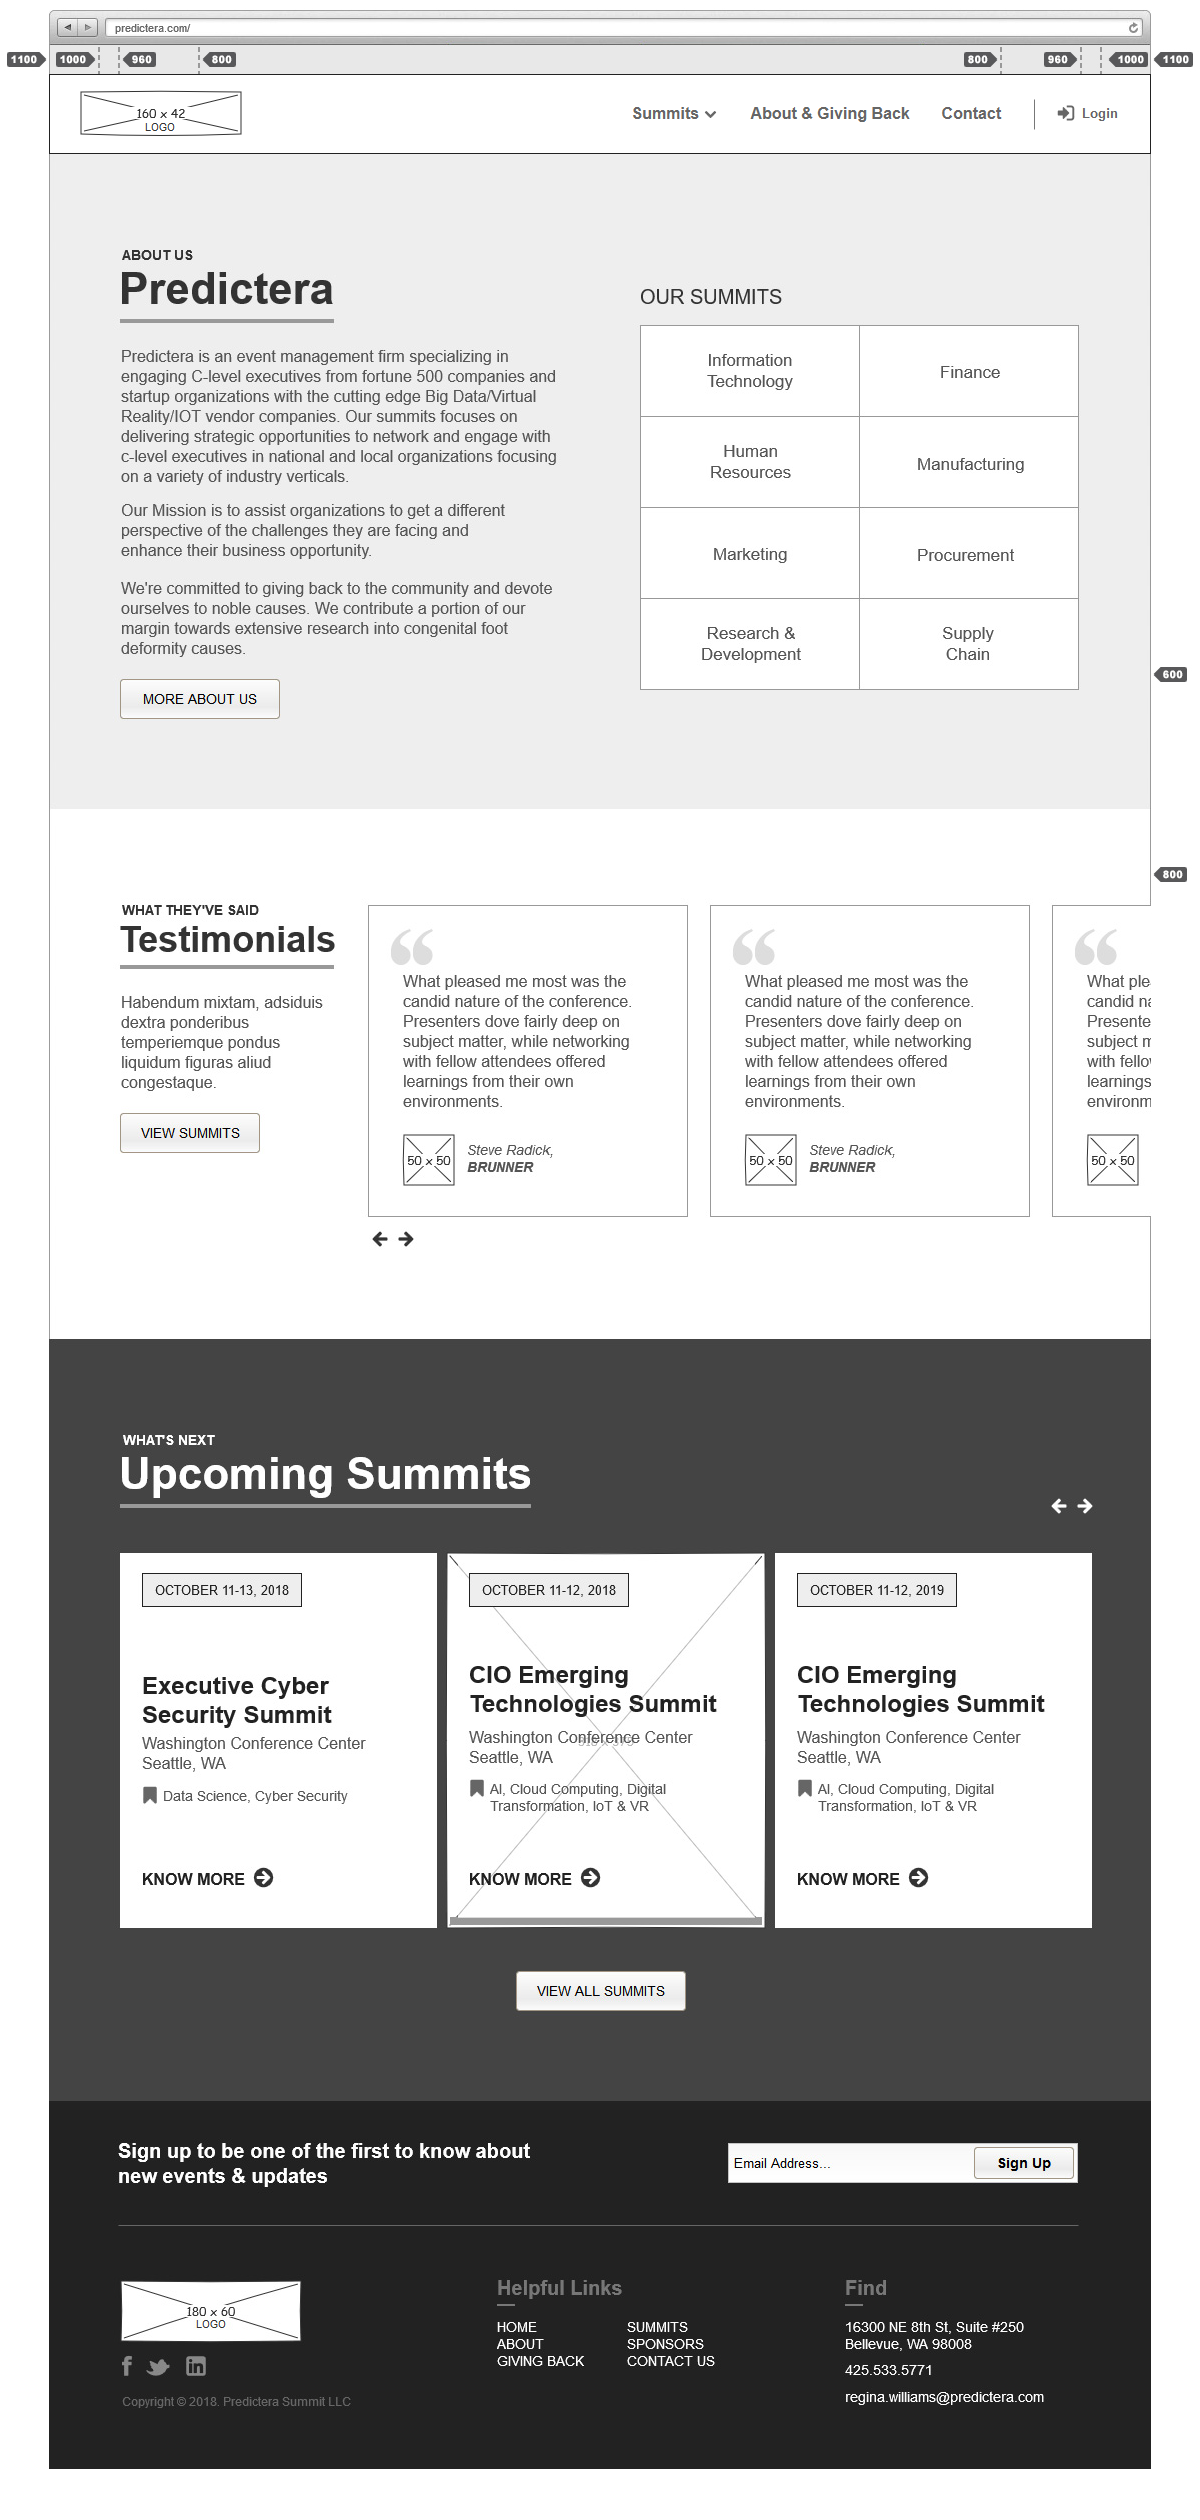 predictera.com/
1100
1000
960
800
800
960
1000
1100
160 x 42
LOGO
Summits
About & Giving Back
Contact
Login
ABOUT US
Predictera
Predictera is an event management firm specializing in
engaging C-level executives from fortune 500 companies and
startup organizations with the cutting edge Big Data/Virtual
Reality/IOT vendor companies. Our summits focuses on
delivering strategic opportunities to network and engage with
c-level executives in national and local organizations focusing
on a variety of industry verticals.
Our Mission is to assist organizations to get a different
perspective of the challenges they are facing and
enhance their business opportunity.
We're committed to giving back to the community and devote
ourselves to noble causes. We contribute a portion of our
margin towards extensive research into congenital foot
deformity causes.
MORE ABOUT US
OUR SUMMITS
Information
Technology
Finance
Human
Resources
Manufacturing
Marketing
Procurement
Research &
Development
Supply
Chain
600
800
WHAT THEY'VE SAID
Testimonials
Habendum mixtam, adsiduis
dextra ponderibus
temperiemque pondus
liquidum figuras aliud
congestaque.
VIEW SUMMITS
What pleased me most was the
candid nature of the conference.
Presenters dove fairly deep on
subject matter, while networking
with fellow attendees offered
learnings from their own
environments.
50 x 50
Steve Radick,
BRUNNER
What pleased me most was the
candid nature of the conference.
Presenters dove fairly deep on
subject matter, while networking
with fellow attendees offered
learnings from their own
environments.
50 x 50
Steve Radick,
BRUNNER
What ple
candid na
Presente
subject m
with fellov
learnings
environm
50 x 50
WHAT'S NEXT
Upcoming Summits
OCTOBER 11-13, 2018
Executive Cyber
Security Summit
Washington Conference Center
Seattle, WA
Data Science, Cyber Security
KNOW MORE
OCTOBER 11-12, 2018
CIO Emerging
Technologies Summit
Washington Conference Center
Seattle, WA
AI, Cloud Computing, Digital
Transformation, IoT & VR
KNOW MORE
OCTOBER 11-12, 2019
CIO Emerging
Technologies Summit
Washington Conference Center
Seattle, WA
AI, Cloud Computing, Digital
Transformation, IoT & VR
KNOW MORE
VIEW ALL SUMMITS
Sign up to be one of the first to know about
new events & updates
Email Address...
Sign Up
180 x 60
LOGO
Copyright © 2018. Predictera Summit LLC
Helpful Links
HOME
ABOUT
GIVING BACK
SUMMITS
SPONSORS
CONTACT US
Find
16300 NE 8th St, Suite #250
Bellevue, WA 98008
425.533.5771
regina.williams@predictera.com